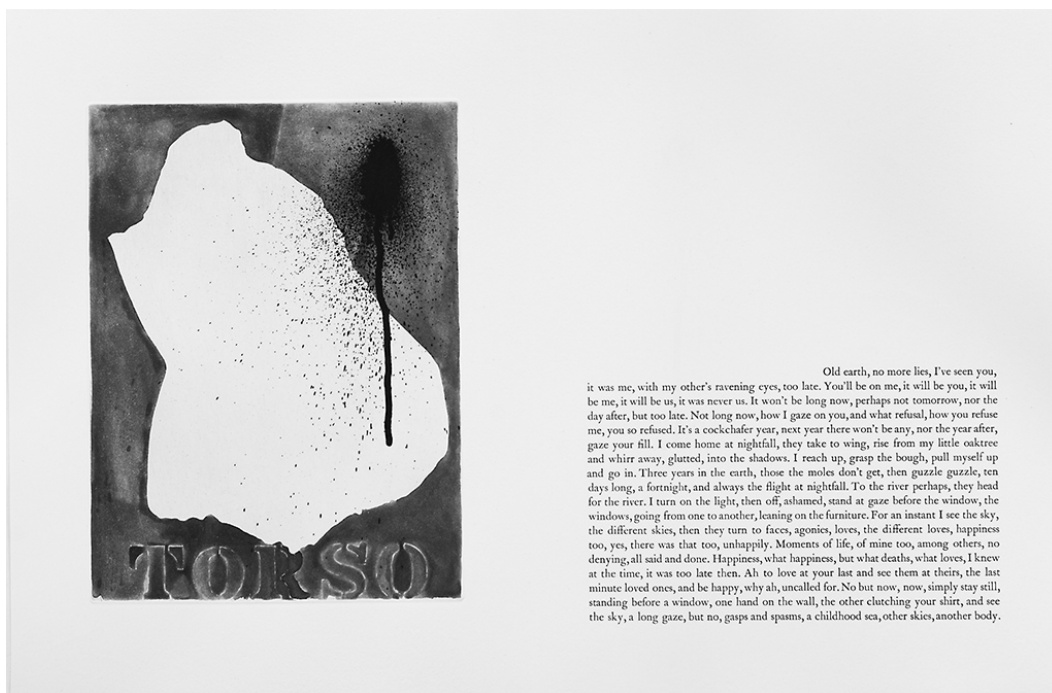 TORSO
Old earth, no more lies, I've seen you,
it was me, with my other's ravening eyes, too late. You'll be on me, it will be you, it will
be me, it will be us, it was never us. It won't be long now, perhaps not tomorrow, nor the
day after, but too late. Not long now, how I gaze on you, and what refusal, how you refuse
me, you so refused. It's a cockchafer year, next year there won't be any, nor the year after,
gaze your fill. I come home at nightfall, they take to wing, rise from my little oaktree
and whirr away, glutted, into the shadows. I reach up, grasp the bough, pull myself up
and go in. Three years in the earth, those the moles don't get, then guzzle guzzle, ten
days long, a fortnight, and always the flight at nightfall. To the river perhaps, they head
for the river. I turn on the light, then off, ashamed, stand at gaze before the window, the
windows, going from one to another, leaning on the furniture. For an instant I see the sky,
the different skies, then they turn to faces, agonies, loves, the different loves, happiness
too, yes, there was that too, unhappily. Moments of life, of mine too, among others, no
denying, all said and done. Happiness, what happiness, but what deaths, what loves, I knew
at the time, it was too late then. Ah to love at your last and see them at theirs, the last
minute loved ones, and be happy, why ah, uncalled for. No but now, now, simply stay still,
standing before a window, one hand on the wall, the other clutching your shirt, and see
the sky, a long gaze, but no, gasps and spasms, a childhood sea, other skies, another body.